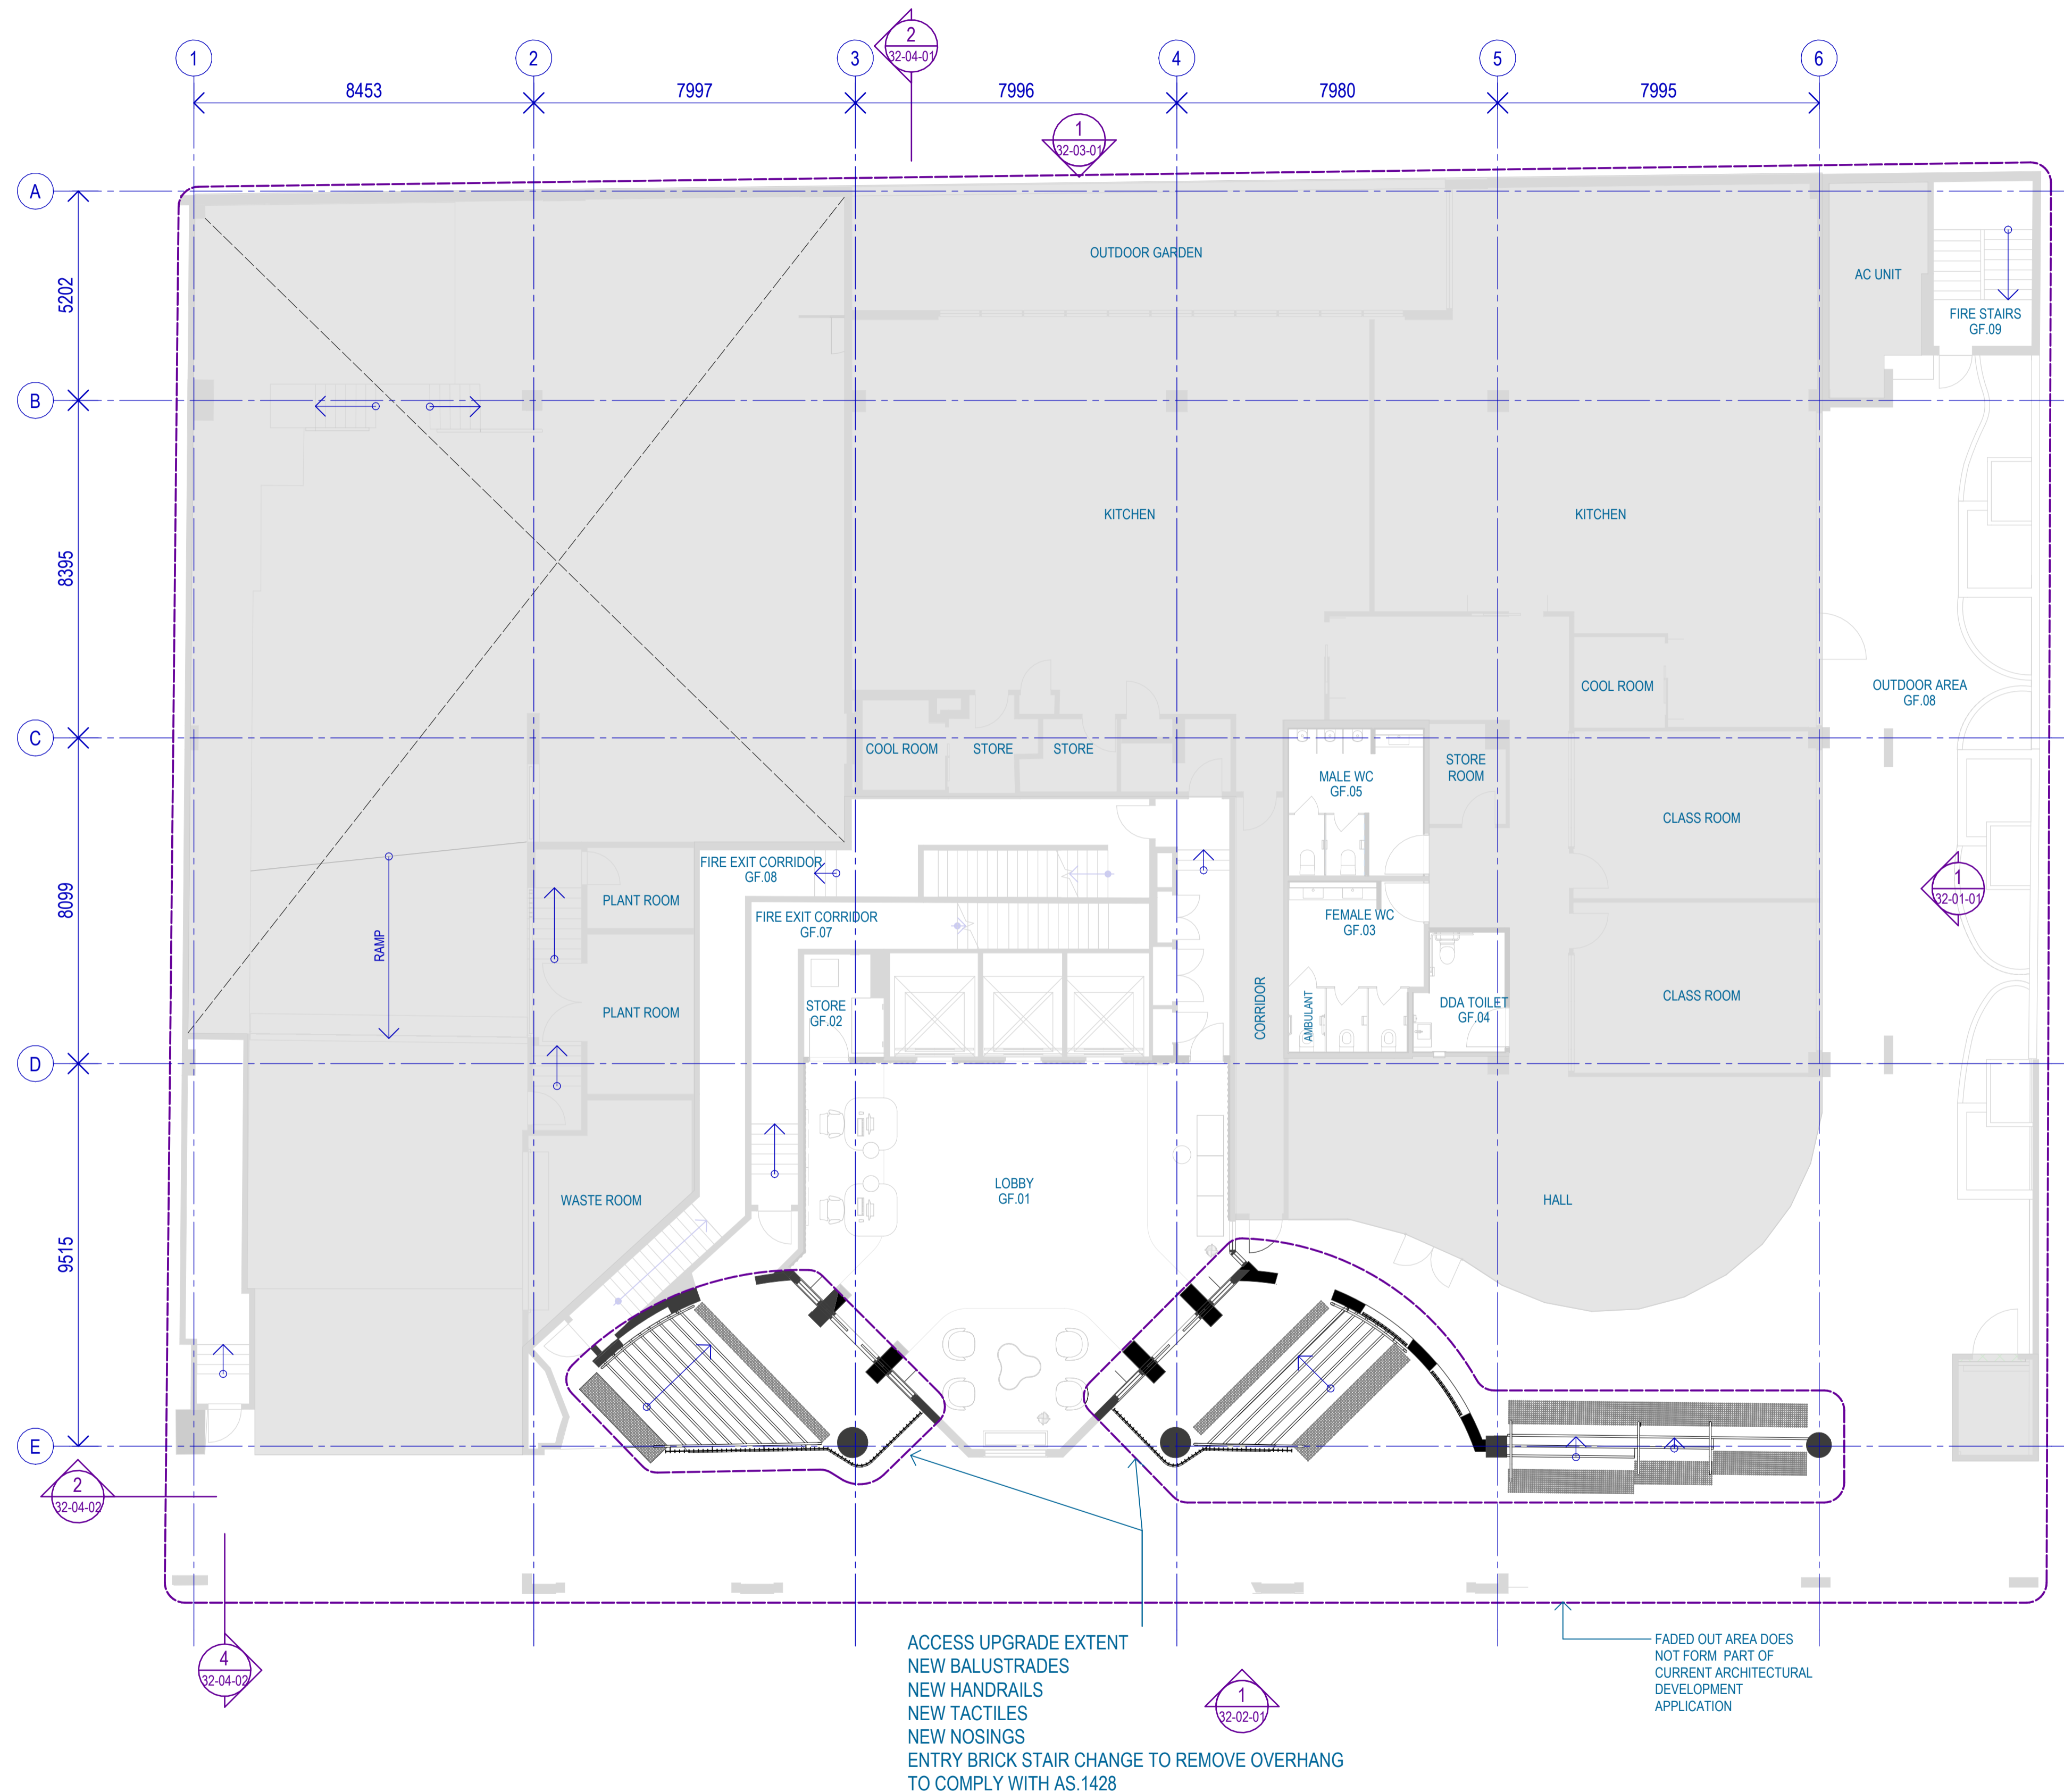 2
32-04-01
1
2
3
4
5
6
8453
7997
7996
7980
7995
1
32-03-01
A
OUTDOOR GARDEN
AC UNIT
5202
FIRE STAIRS
GF.09
B
KITCHEN
KITCHEN
8395
COOL ROOM
OUTDOOR AREA
GF.08
C
COOL ROOM
STORE
STORE
STORE
ROOM
MALE WC
GF.05
CLASS ROOM
FIRE EXIT CORRIDOR
GF.08
1
32-01-01
8099
PLANT ROOM
FIRE EXIT CORRIDOR
GF.07
FEMALE WC
GF.03
RAMP
STORE
GF.02
CORRIDOR
AMBULANT
DDA TOILET
GF.04
CLASS ROOM
PLANT ROOM
D
LOBBY
GF.01
WASTE ROOM
HALL
9515
E
2
32-04-02
4
32-04-02
ACCESS UPGRADE EXTENT
NEW BALUSTRADES
NEW HANDRAILS
NEW TACTILES
NEW NOSINGS
ENTRY BRICK STAIR CHANGE TO REMOVE OVERHANG
TO COMPLY WITH AS.1428
1
32-02-01
FADED OUT AREA DOES
NOT FORM PART OF
CURRENT ARCHITECTURAL
DEVELOPMENT
APPLICATION